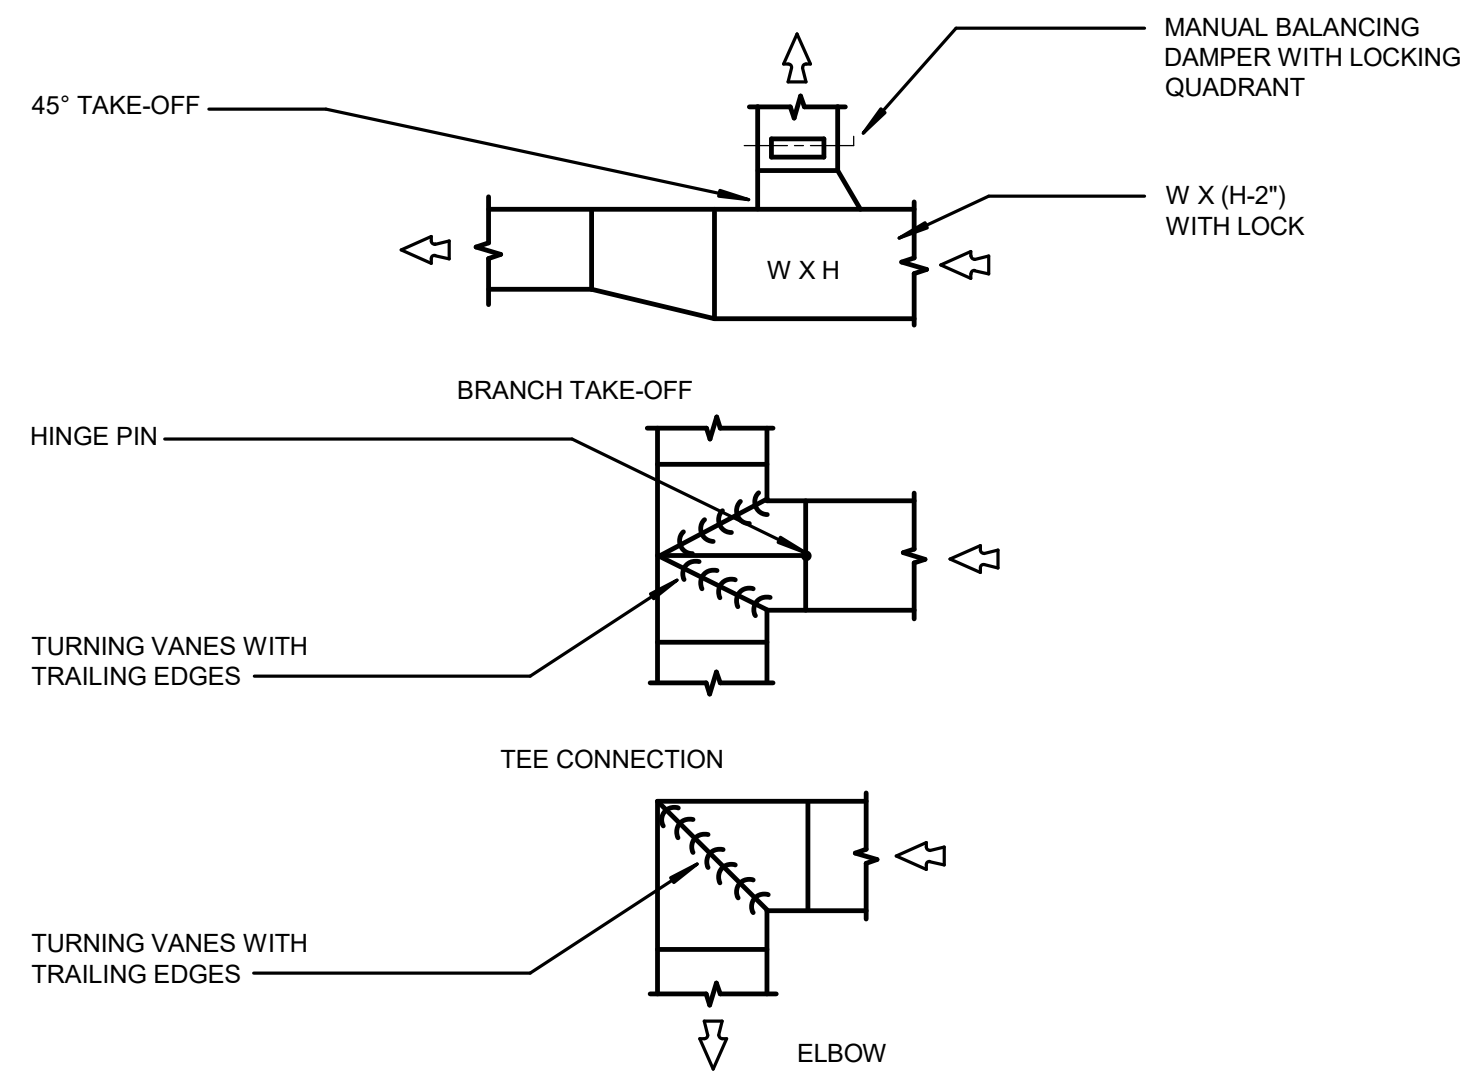 MANUAL BALANCING
DAMPER WITH LOCKING
QUADRANT
45° TAKE-OFF
W X (H-2")
WITH LOCK
W X H
BRANCH TAKE-OFF
HINGE PIN
TURNING VANES WITH
TRAILING EDGES
TEE CONNECTION
TURNING VANES WITH
TRAILING EDGES
ELBOW